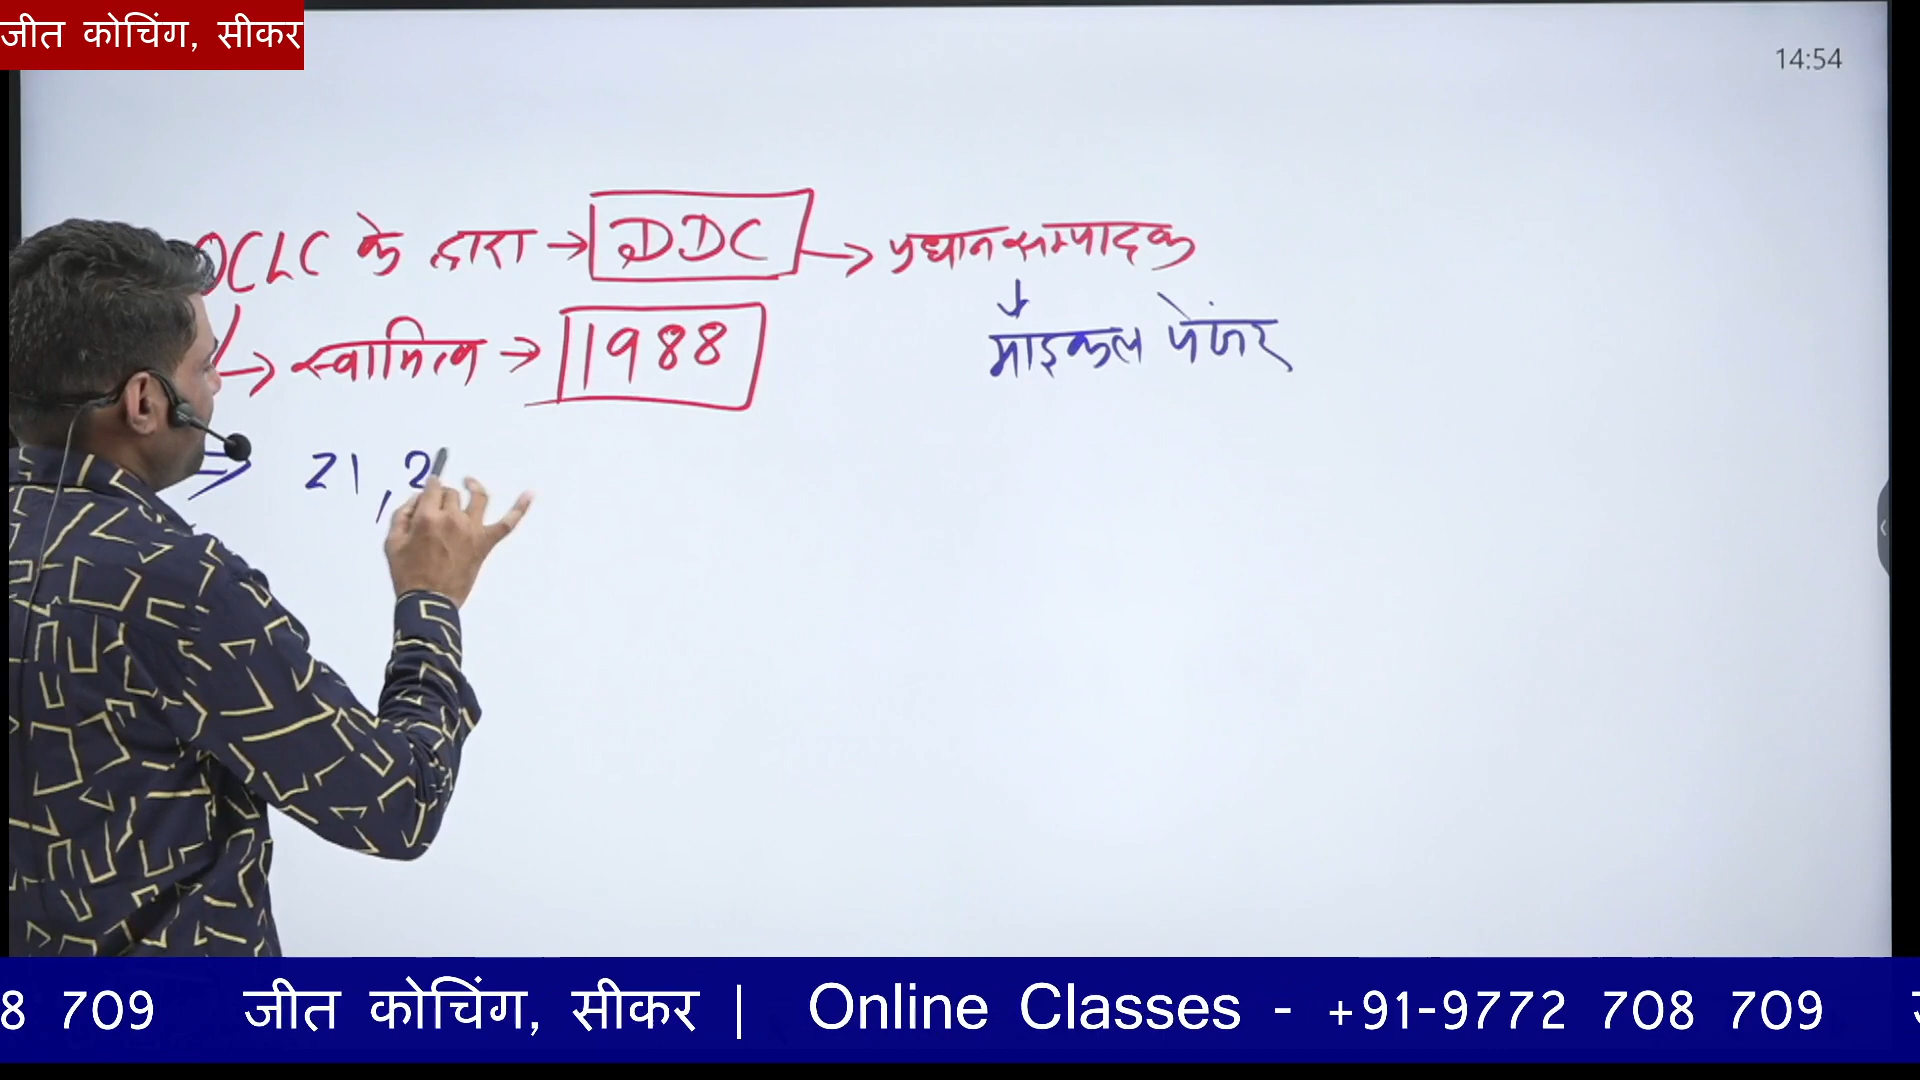 जीत कोचिंग, सीकर
14:54
OCLC के द्वारा → DDC → प्रधान सम्पादक
↓
→ स्वामित्व → 1988 माइकल पंजर
⇒ 21, 2
8 709 जीत कोचिंग, सीकर | Online Classes - +91-9772 708 709